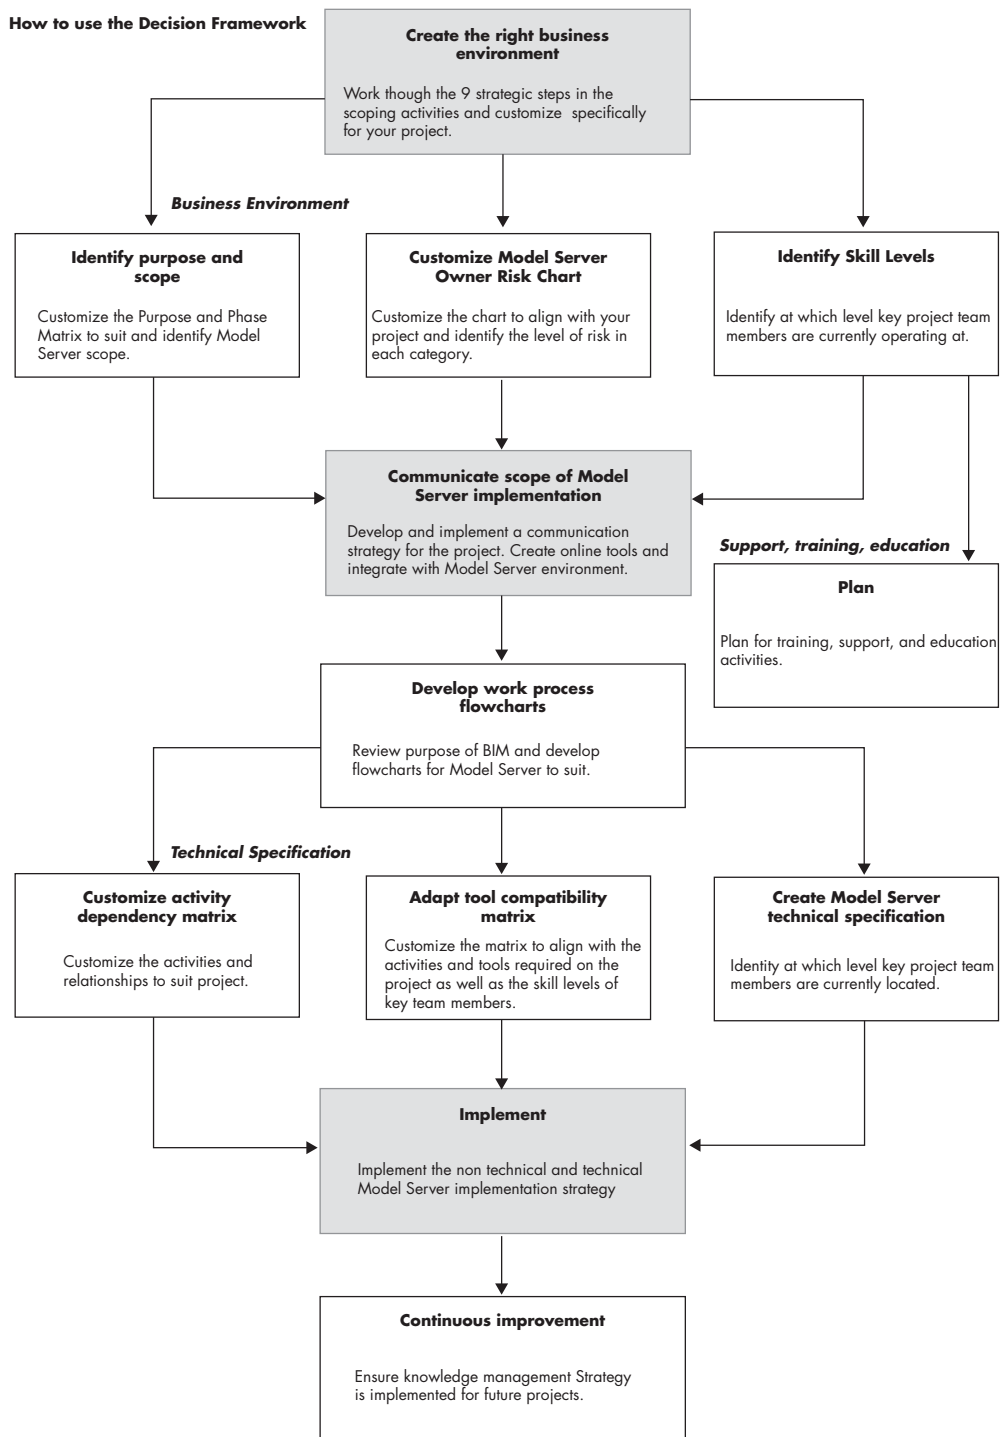 How to use the Decision Framework
Create the right business
environment
Work though the 9 strategic steps in the
scoping activities and customize specifically
for your project.
Business Environment
Identify purpose and
scope
Customize the Purpose and Phase
Matrix to suit and identify Model
Server scope.
Customize Model Server
Owner Risk Chart
Customize the chart to align with your
project and identify the level of risk in
each category.
Identify Skill Levels
Identify at which level key project team
members are currently operating at.
Communicate scope of Model
Server implementation
Develop and implement a communication
strategy for the project. Create online tools and
integrate with Model Server environment.
Support, training, education
Plan
Plan for training, support, and education
activities.
Develop work process
flowcharts
Review purpose of BIM and develop
flowcharts for Model Server to suit.
Technical Specification
Customize activity
dependency matrix
Customize the activities and
relationships to suit project.
Adapt tool compatibility
matrix
Customize the matrix to align with the
activities and tools required on the
project as well as the skill levels of
key team members.
Create Model Server
technical specification
Identity at which level key project team
members are currently located.
Implement
Implement the non technical and technical
Model Server implementation strategy
Continuous improvement
Ensure knowledge management Strategy
is implemented for future projects.